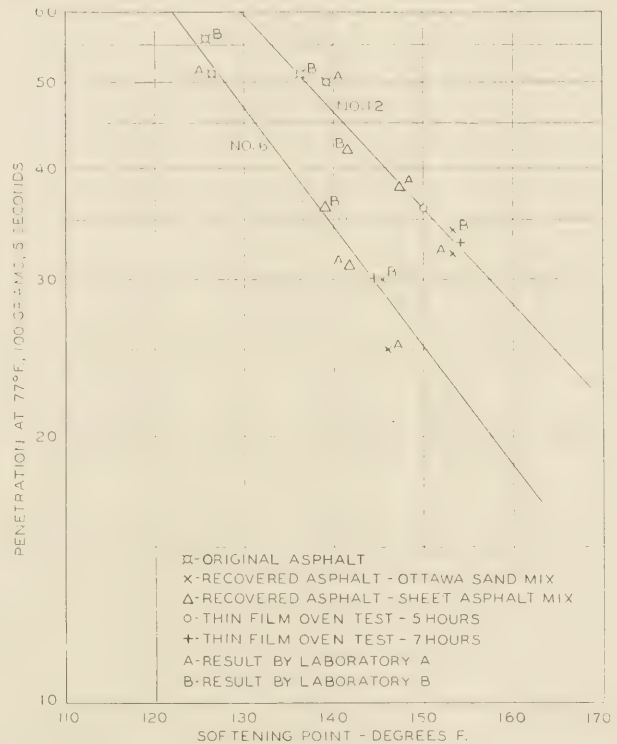 PENETRATION AT 77°F, 100 GRAMS, 5 SECONDS
60
50
40
30
20
10
B
A
B
A
NO. 12
NO. 6
B
A
B
A
B
A
B
A
¤-ORIGINAL ASPHALT
×-RECOVERED ASPHALT - OTTAWA SAND MIX
△-RECOVERED ASPHALT - SHEET ASPHALT MIX
○-THIN FILM OVEN TEST - 5 HOURS
+-THIN FILM OVEN TEST - 7 HOURS
A-RESULT BY LABORATORY A
B-RESULT BY LABORATORY B
110 120 130 140 150 160 170
SOFTENING POINT - DEGREES F.